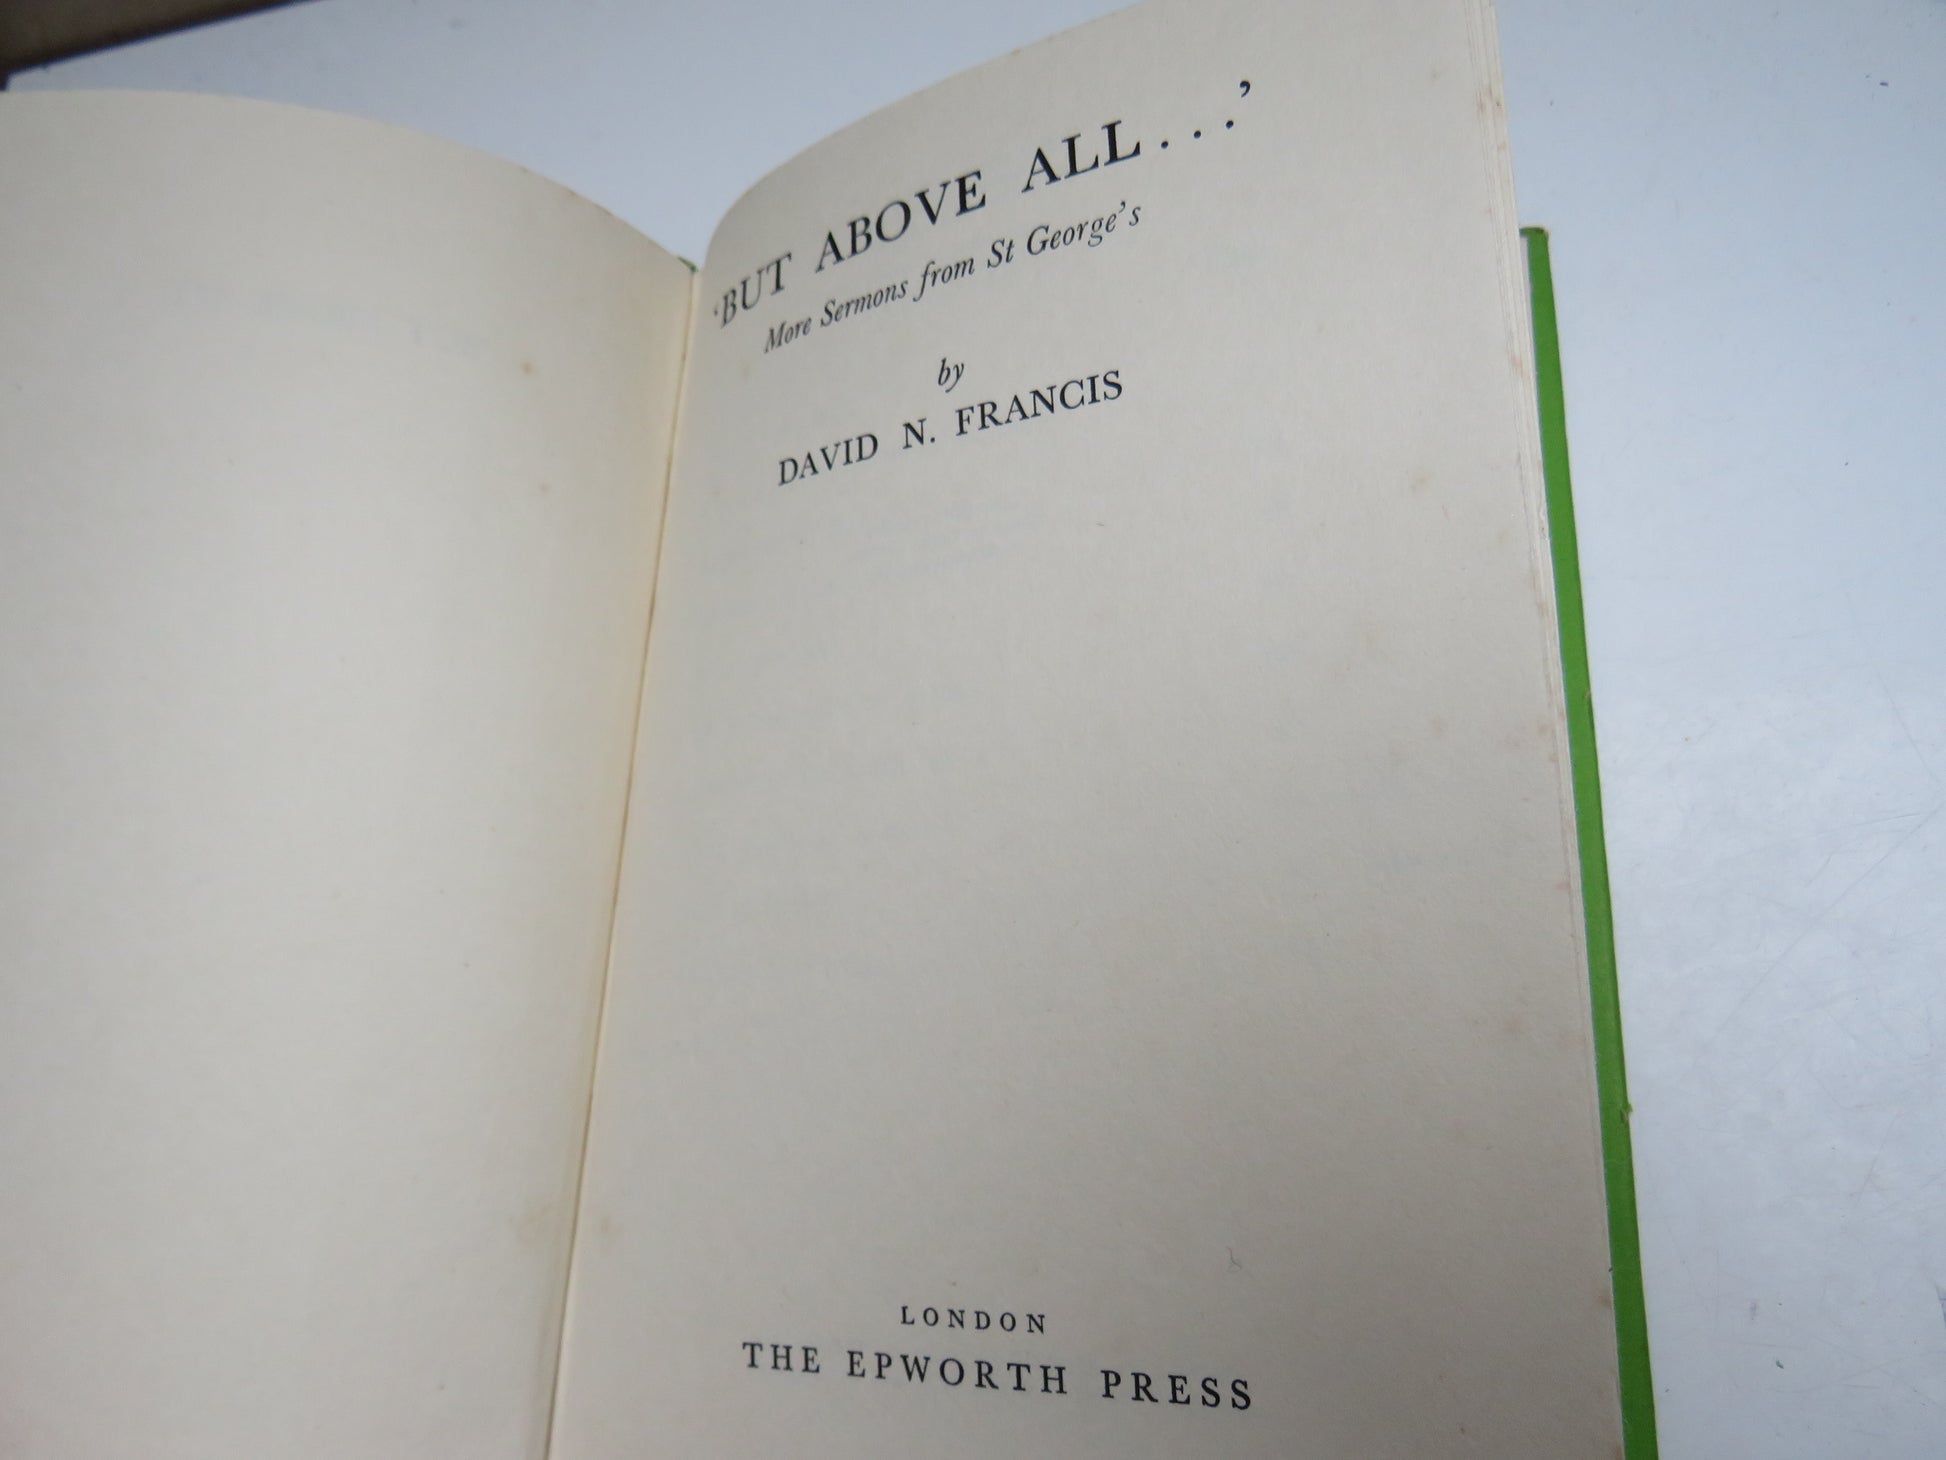 ‘BUT ABOVE ALL . . .’
More Sermons from St George’s
by
DAVID N. FRANCIS
LONDON
THE EPWORTH PRESS